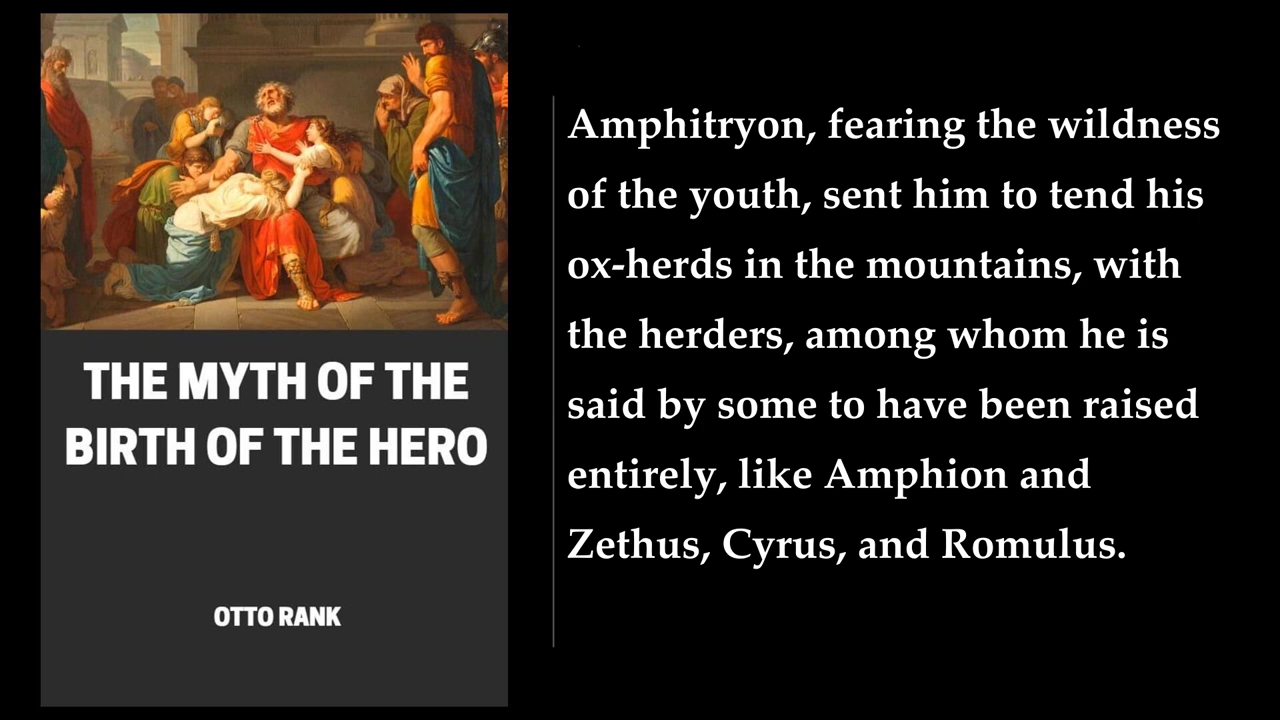 THE MYTH OF THE
BIRTH OF THE HERO
OTTO RANK
Amphitryon, fearing the wildness
of the youth, sent him to tend his
ox-herds in the mountains, with
the herders, among whom he is
said by some to have been raised
entirely, like Amphion and
Zethus, Cyrus, and Romulus.